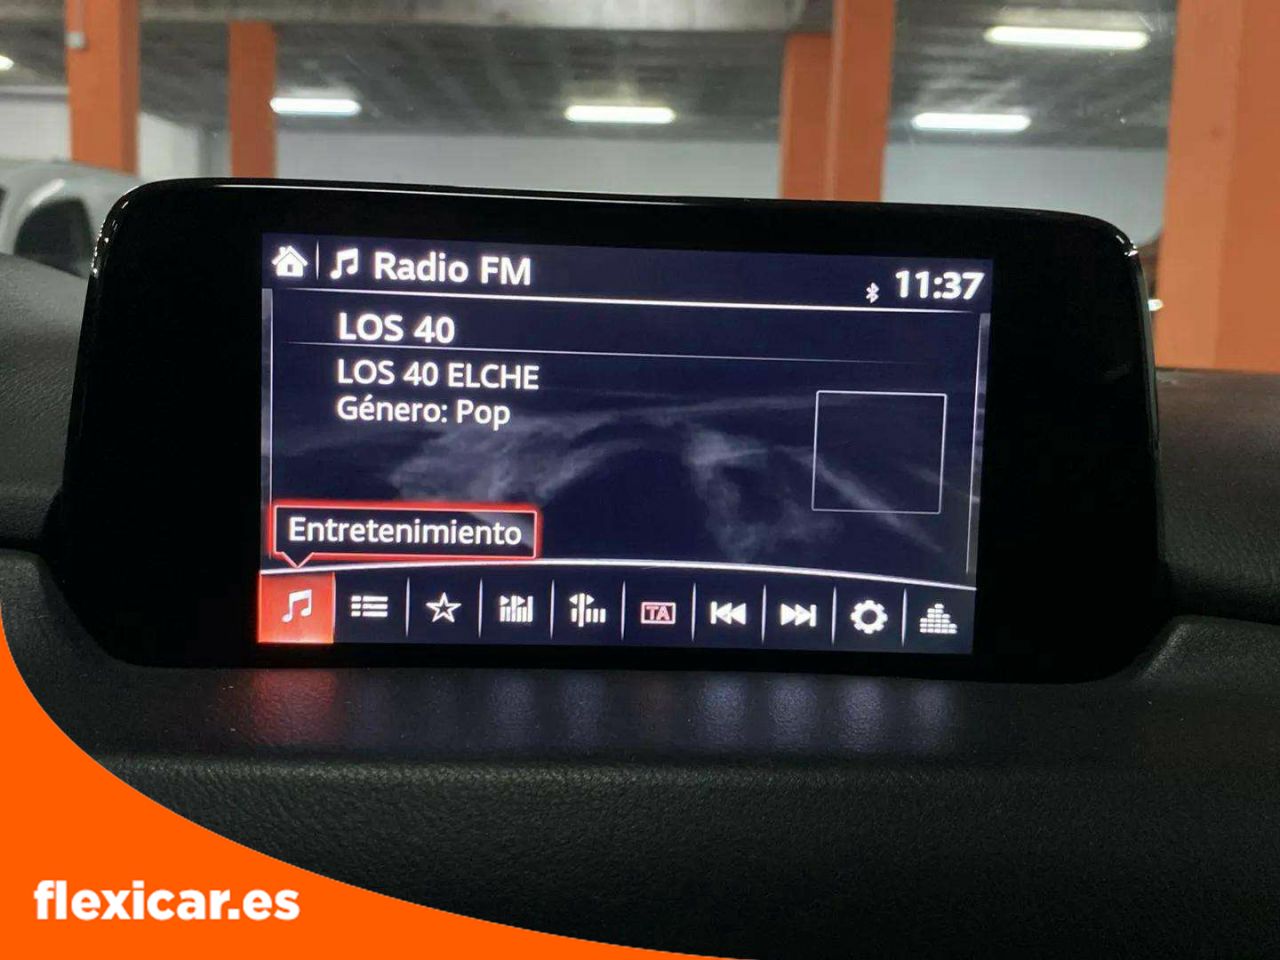 Radio FM
11:37
LOS 40
LOS 40 ELCHE
Género: Pop
Entretenimiento
TA
flexicar.es